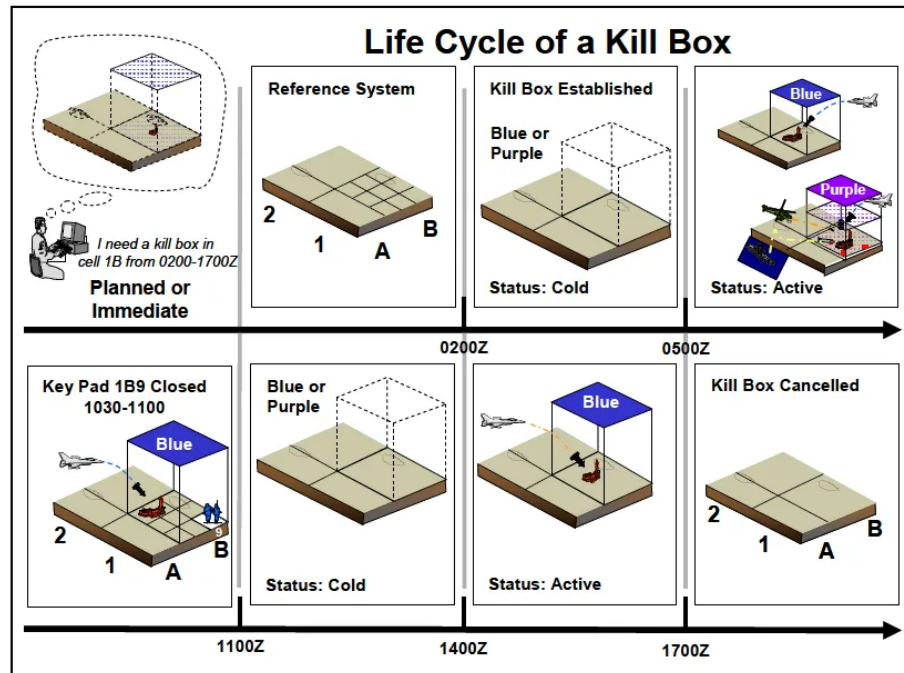 Life Cycle of a Kill Box
I need a kill box in
cell 1B from 0200-1700Z
Planned or
Immediate
Reference System
2
1
A
B
Kill Box Established
Blue or
Purple
Status: Cold
Blue
Purple
Status: Active
0200Z
0500Z
Key Pad 1B9 Closed
1030-1100
Blue
2
1
A
B
9
Blue or
Purple
Status: Cold
Blue
Status: Active
Kill Box Cancelled
2
1
A
B
1100Z
1400Z
1700Z